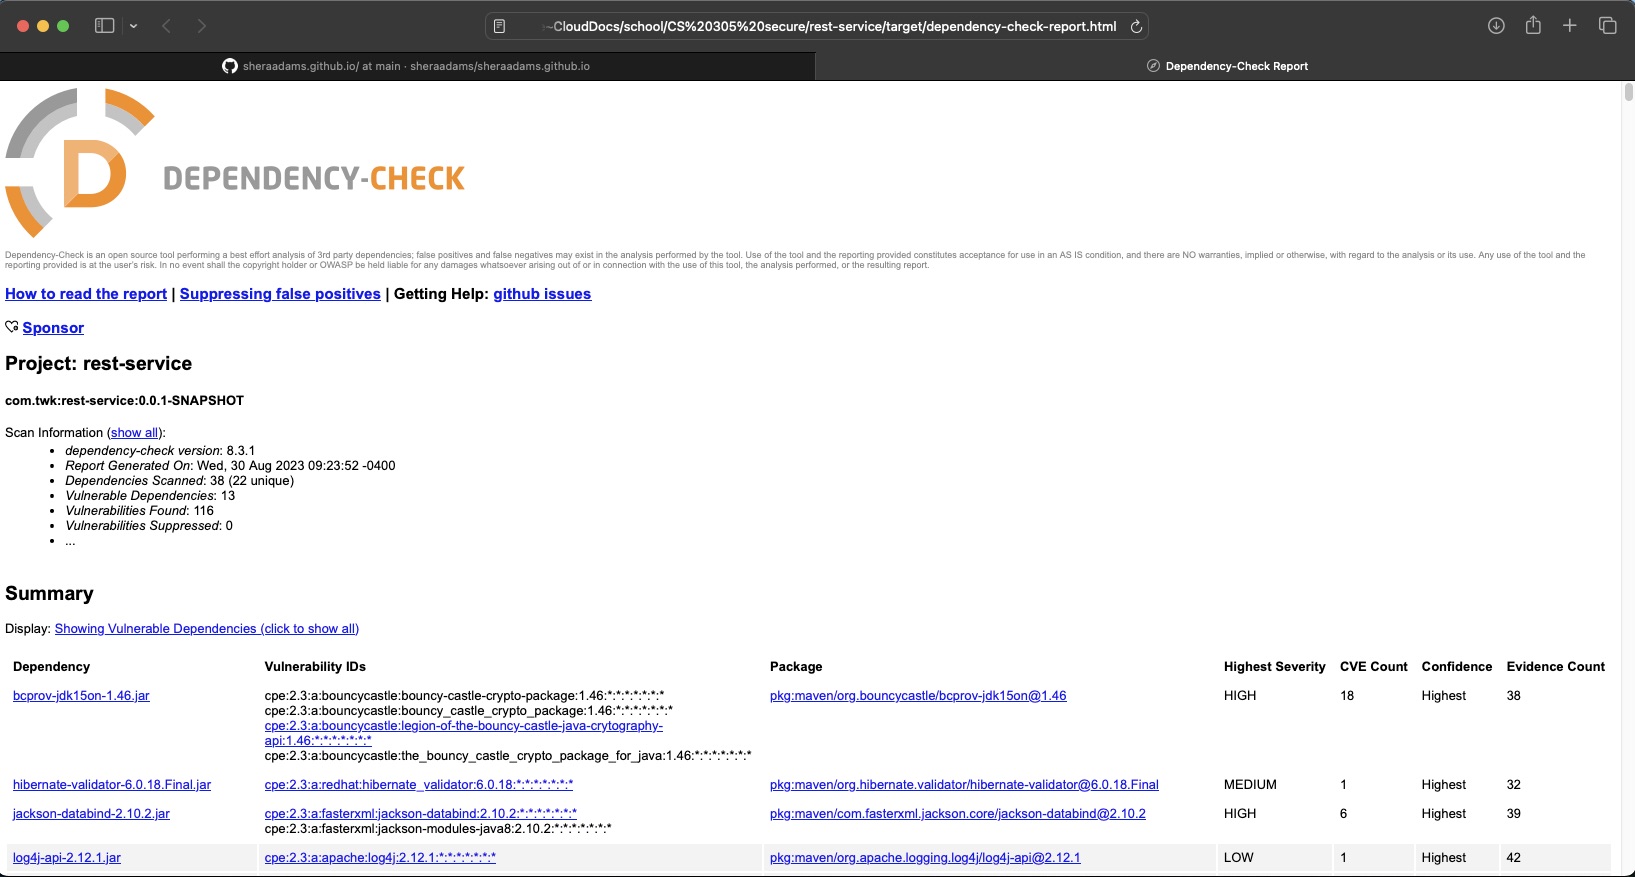 ~CloudDocs/school/CS%20305%20secure/rest-service/target/dependency-check-report.html
sheraadams.github.io/ at main · sheraadams/sheraadams.github.io
Dependency-Check Report
D
DEPENDENCY-CHECK
Dependency-Check is an open source tool performing a best effort analysis of 3rd party dependencies; false positives and false negatives may exist in the analysis performed by the tool. Use of the tool and the reporting provided constitutes acceptance for use in an AS IS condition, and there are NO warranties, implied or otherwise, with regard to the analysis or its use. Any use of the tool and the
reporting provided is at the user's risk. In no event shall the copyright holder or OWASP be held liable for any damages whatsoever arising out of or in connection with the use of this tool, the analysis performed, or the resulting report.
How to read the report | Suppressing false positives | Getting Help: github issues
Sponsor
Project: rest-service
com.twk:rest-service:0.0.1-SNAPSHOT
Scan Information (show all):
• dependency-check version: 8.3.1
• Report Generated On: Wed, 30 Aug 2023 09:23:52 -0400
• Dependencies Scanned: 38 (22 unique)
• Vulnerable Dependencies: 13
• Vulnerabilities Found: 116
• Vulnerabilities Suppressed: 0
• ...
Summary
Display: Showing Vulnerable Dependencies (click to show all)
Dependency Vulnerability IDs Package Highest Severity CVE Count Confidence Evidence Count
bcprov-jdk15on-1.46.jar cpe:2.3:a:bouncycastle:bouncy-castle-crypto-package:1.46:*:*:*:*:*:*:* pkg:maven/org.bouncycastle/bcprov-jdk15on@1.46 HIGH 18 Highest 38
cpe:2.3:a:bouncycastle:bouncy_castle_crypto_package:1.46:*:*:*:*:*:*:*
cpe:2.3:a:bouncycastle:legion-of-the-bouncy-castle-java-crytography-
api:1.46:*:*:*:*:*:*:*
cpe:2.3:a:bouncycastle:the_bouncy_castle_crypto_package_for_java:1.46:*:*:*:*:*:*:*
hibernate-validator-6.0.18.Final.jar cpe:2.3:a:redhat:hibernate_validator:6.0.18:*:*:*:*:*:*:* pkg:maven/org.hibernate.validator/hibernate-validator@6.0.18.Final MEDIUM 1 Highest 32
jackson-databind-2.10.2.jar cpe:2.3:a:fasterxml:jackson-databind:2.10.2:*:*:*:*:*:*:* pkg:maven/com.fasterxml.jackson.core/jackson-databind@2.10.2 HIGH 6 Highest 39
cpe:2.3:a:fasterxml:jackson-modules-java8:2.10.2:*:*:*:*:*:*:*
log4j-api-2.12.1.jar cpe:2.3:a:apache:log4j:2.12.1:*:*:*:*:*:*:* pkg:maven/org.apache.logging.log4j/log4j-api@2.12.1 LOW 1 Highest 42